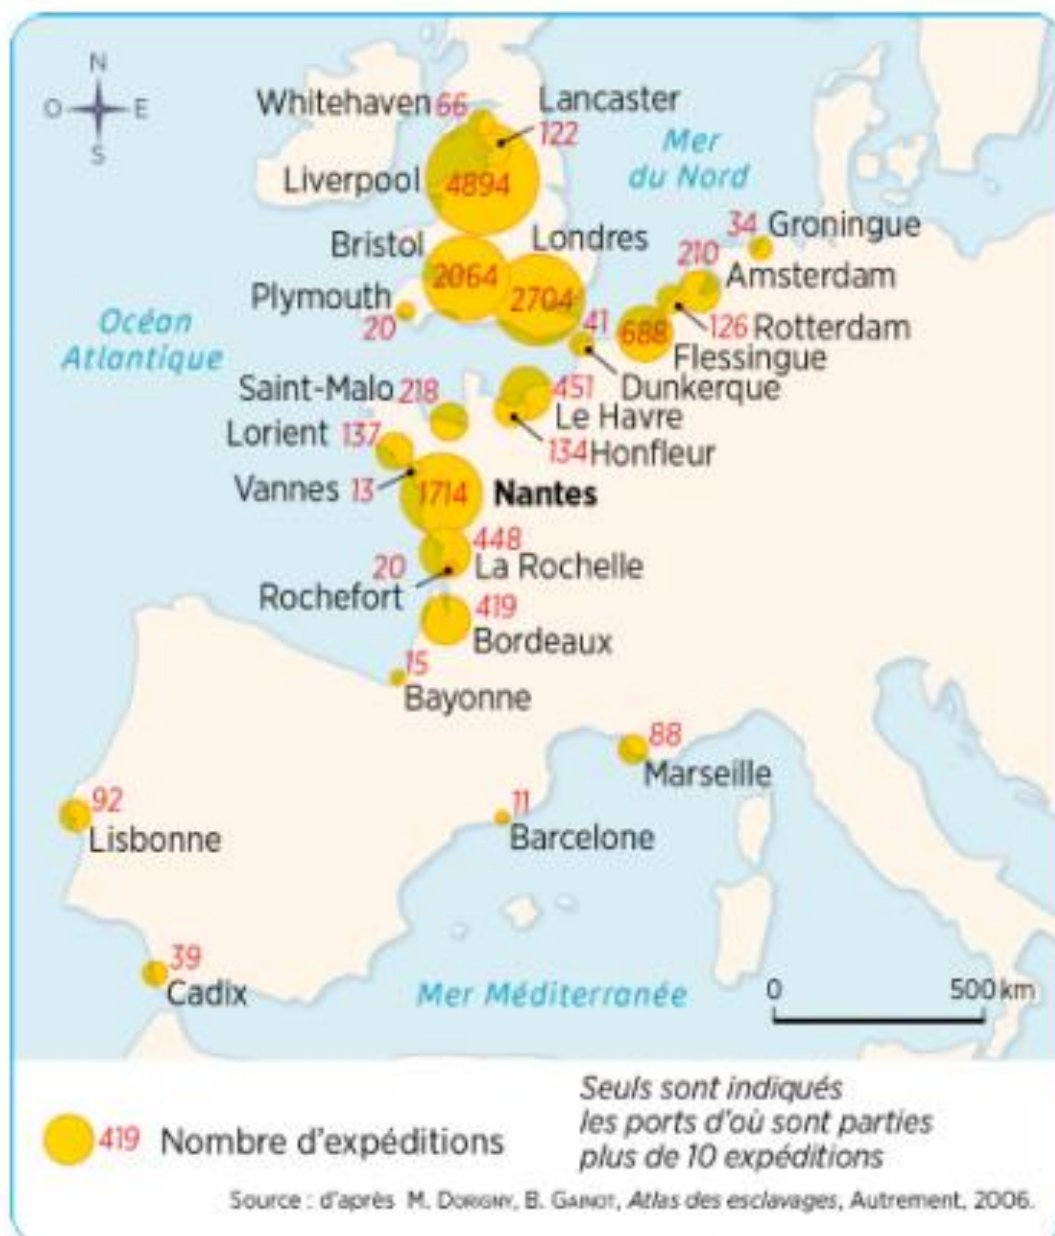 N
O E
S
Whitehaven 66
Lancaster
122
Mer
du Nord
Liverpool 4894
34 Groningue
Bristol
2064
Londres
2704
210
Amsterdam
Plymouth
20
Océan
Atlantique
41
688
126 Rotterdam
Flessingue
Dunkerque
Saint-Malo 218
451
Le Havre
Lorient 137
134 Honfleur
Vannes 13
1714 Nantes
448
20
La Rochelle
Rochefort
419
Bordeaux
15
Bayonne
88
Marseille
92
Lisbonne
11
Barcelone
39
Cadix
Mer Méditerranée
0 500 km
419 Nombre d'expéditions
Seuls sont indiqués
les ports d'où sont parties
plus de 10 expéditions
Source : d'après M. DORIGNY, B. GAINOT, Atlas des esclavages, Autrement, 2006.